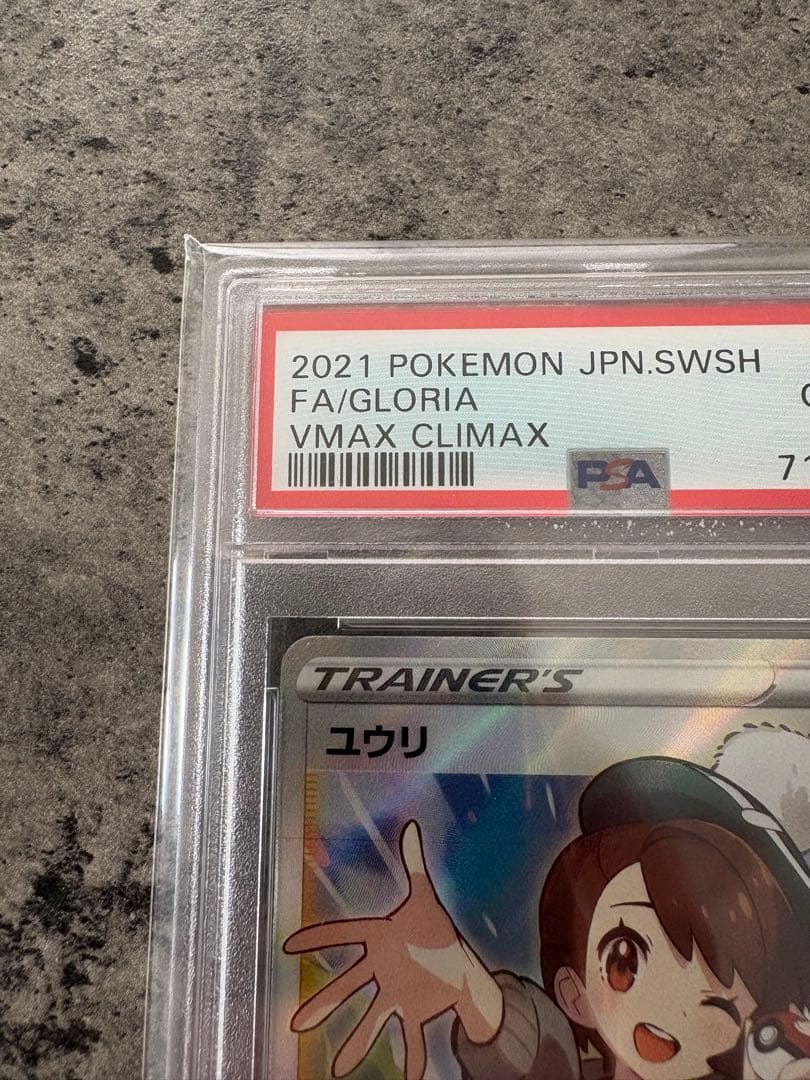 2021 POKEMON JPN.SWSH
FA/GLORIA
VMAX CLIMAX
PSA
TRAINER'S
ユウリ